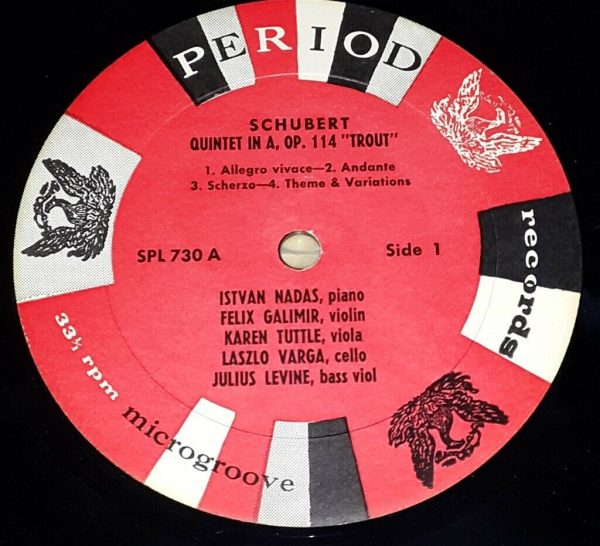 PERIOD
SCHUBERT
QUINTET IN A, OP. 114 "TROUT"
1. Allegro vivace—2. Andante
3. Scherzo—4. Theme & Variations
SPL 730 A
Side 1
records
ISTVAN NADAS, piano
FELIX GALIMIR, violin
KAREN TUTTLE, viola
LASZLO VARGA, cello
JULIUS LEVINE, bass viol
33⅓ rpm microgroove